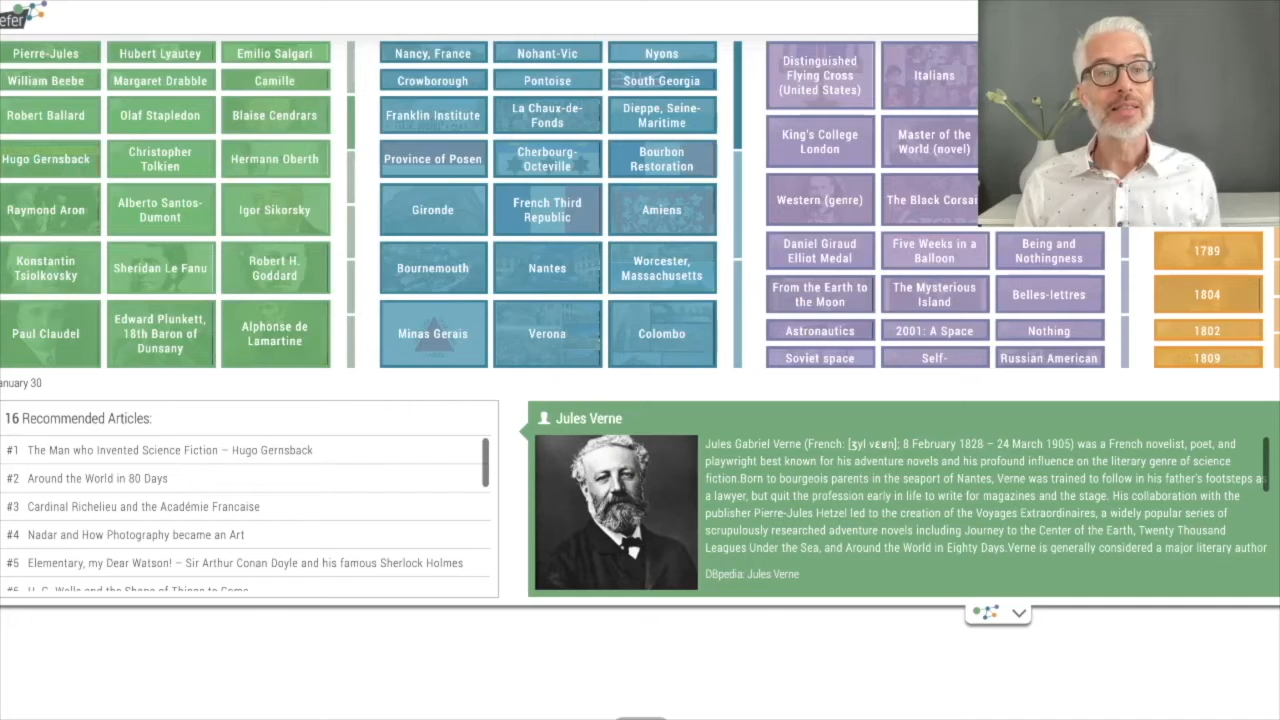 efer
Pierre-Jules
Hubert Lyautey
Emilio Salgari
William Beebe
Margaret Drabble
Camille
Robert Ballard
Olaf Stapledon
Blaise Cendrars
Hugo Gernsback
Christopher
Tolkien
Hermann Oberth
Raymond Aron
Alberto Santos-
Dumont
Igor Sikorsky
Konstantin
Tsiolkovsky
Sheridan Le Fanu
Robert H.
Goddard
Paul Claudel
Edward Plunkett,
18th Baron of
Dunsany
Alphonse de
Lamartine
Nancy, France
Nohant-Vic
Nyons
Crowborough
Pontoise
South Georgia
Franklin Institute
La Chaux-de-
Fonds
Dieppe, Seine-
Maritime
Province of Posen
Cherbourg-
Octeville
Bourbon
Restoration
Gironde
French Third
Republic
Amiens
Bournemouth
Nantes
Worcester,
Massachusetts
Minas Gerais
Verona
Colombo
Distinguished
Flying Cross
(United States)
Italians
King's College
London
Master of the
World (novel)
Western (genre)
The Black Corsai
Daniel Giraud
Elliot Medal
Five Weeks in a
Balloon
Being and
Nothingness
From the Earth to
the Moon
The Mysterious
Island
Belles-lettres
Astronautics
2001: A Space
Nothing
Soviet space
Self-
Russian American
1789
1804
1802
1809
anuary 30
16 Recommended Articles:
#1 The Man who Invented Science Fiction – Hugo Gernsback
#2 Around the World in 80 Days
#3 Cardinal Richelieu and the Académie Francaise
#4 Nadar and How Photography became an Art
#5 Elementary, my Dear Watson! – Sir Arthur Conan Doyle and his famous Sherlock Holmes
#6 H. G. Wells and the Shape of Things to Come
Jules Verne
Jules Gabriel Verne (French: [ʒyl vɛʁn]; 8 February 1828 – 24 March 1905) was a French novelist, poet, and
playwright best known for his adventure novels and his profound influence on the literary genre of science
fiction.Born to bourgeois parents in the seaport of Nantes, Verne was trained to follow in his father's footsteps as
a lawyer, but quit the profession early in life to write for magazines and the stage. His collaboration with the
publisher Pierre-Jules Hetzel led to the creation of the Voyages Extraordinaires, a widely popular series of
scrupulously researched adventure novels including Journey to the Center of the Earth, Twenty Thousand
Leagues Under the Sea, and Around the World in Eighty Days.Verne is generally considered a major literary author
DBpedia: Jules Verne